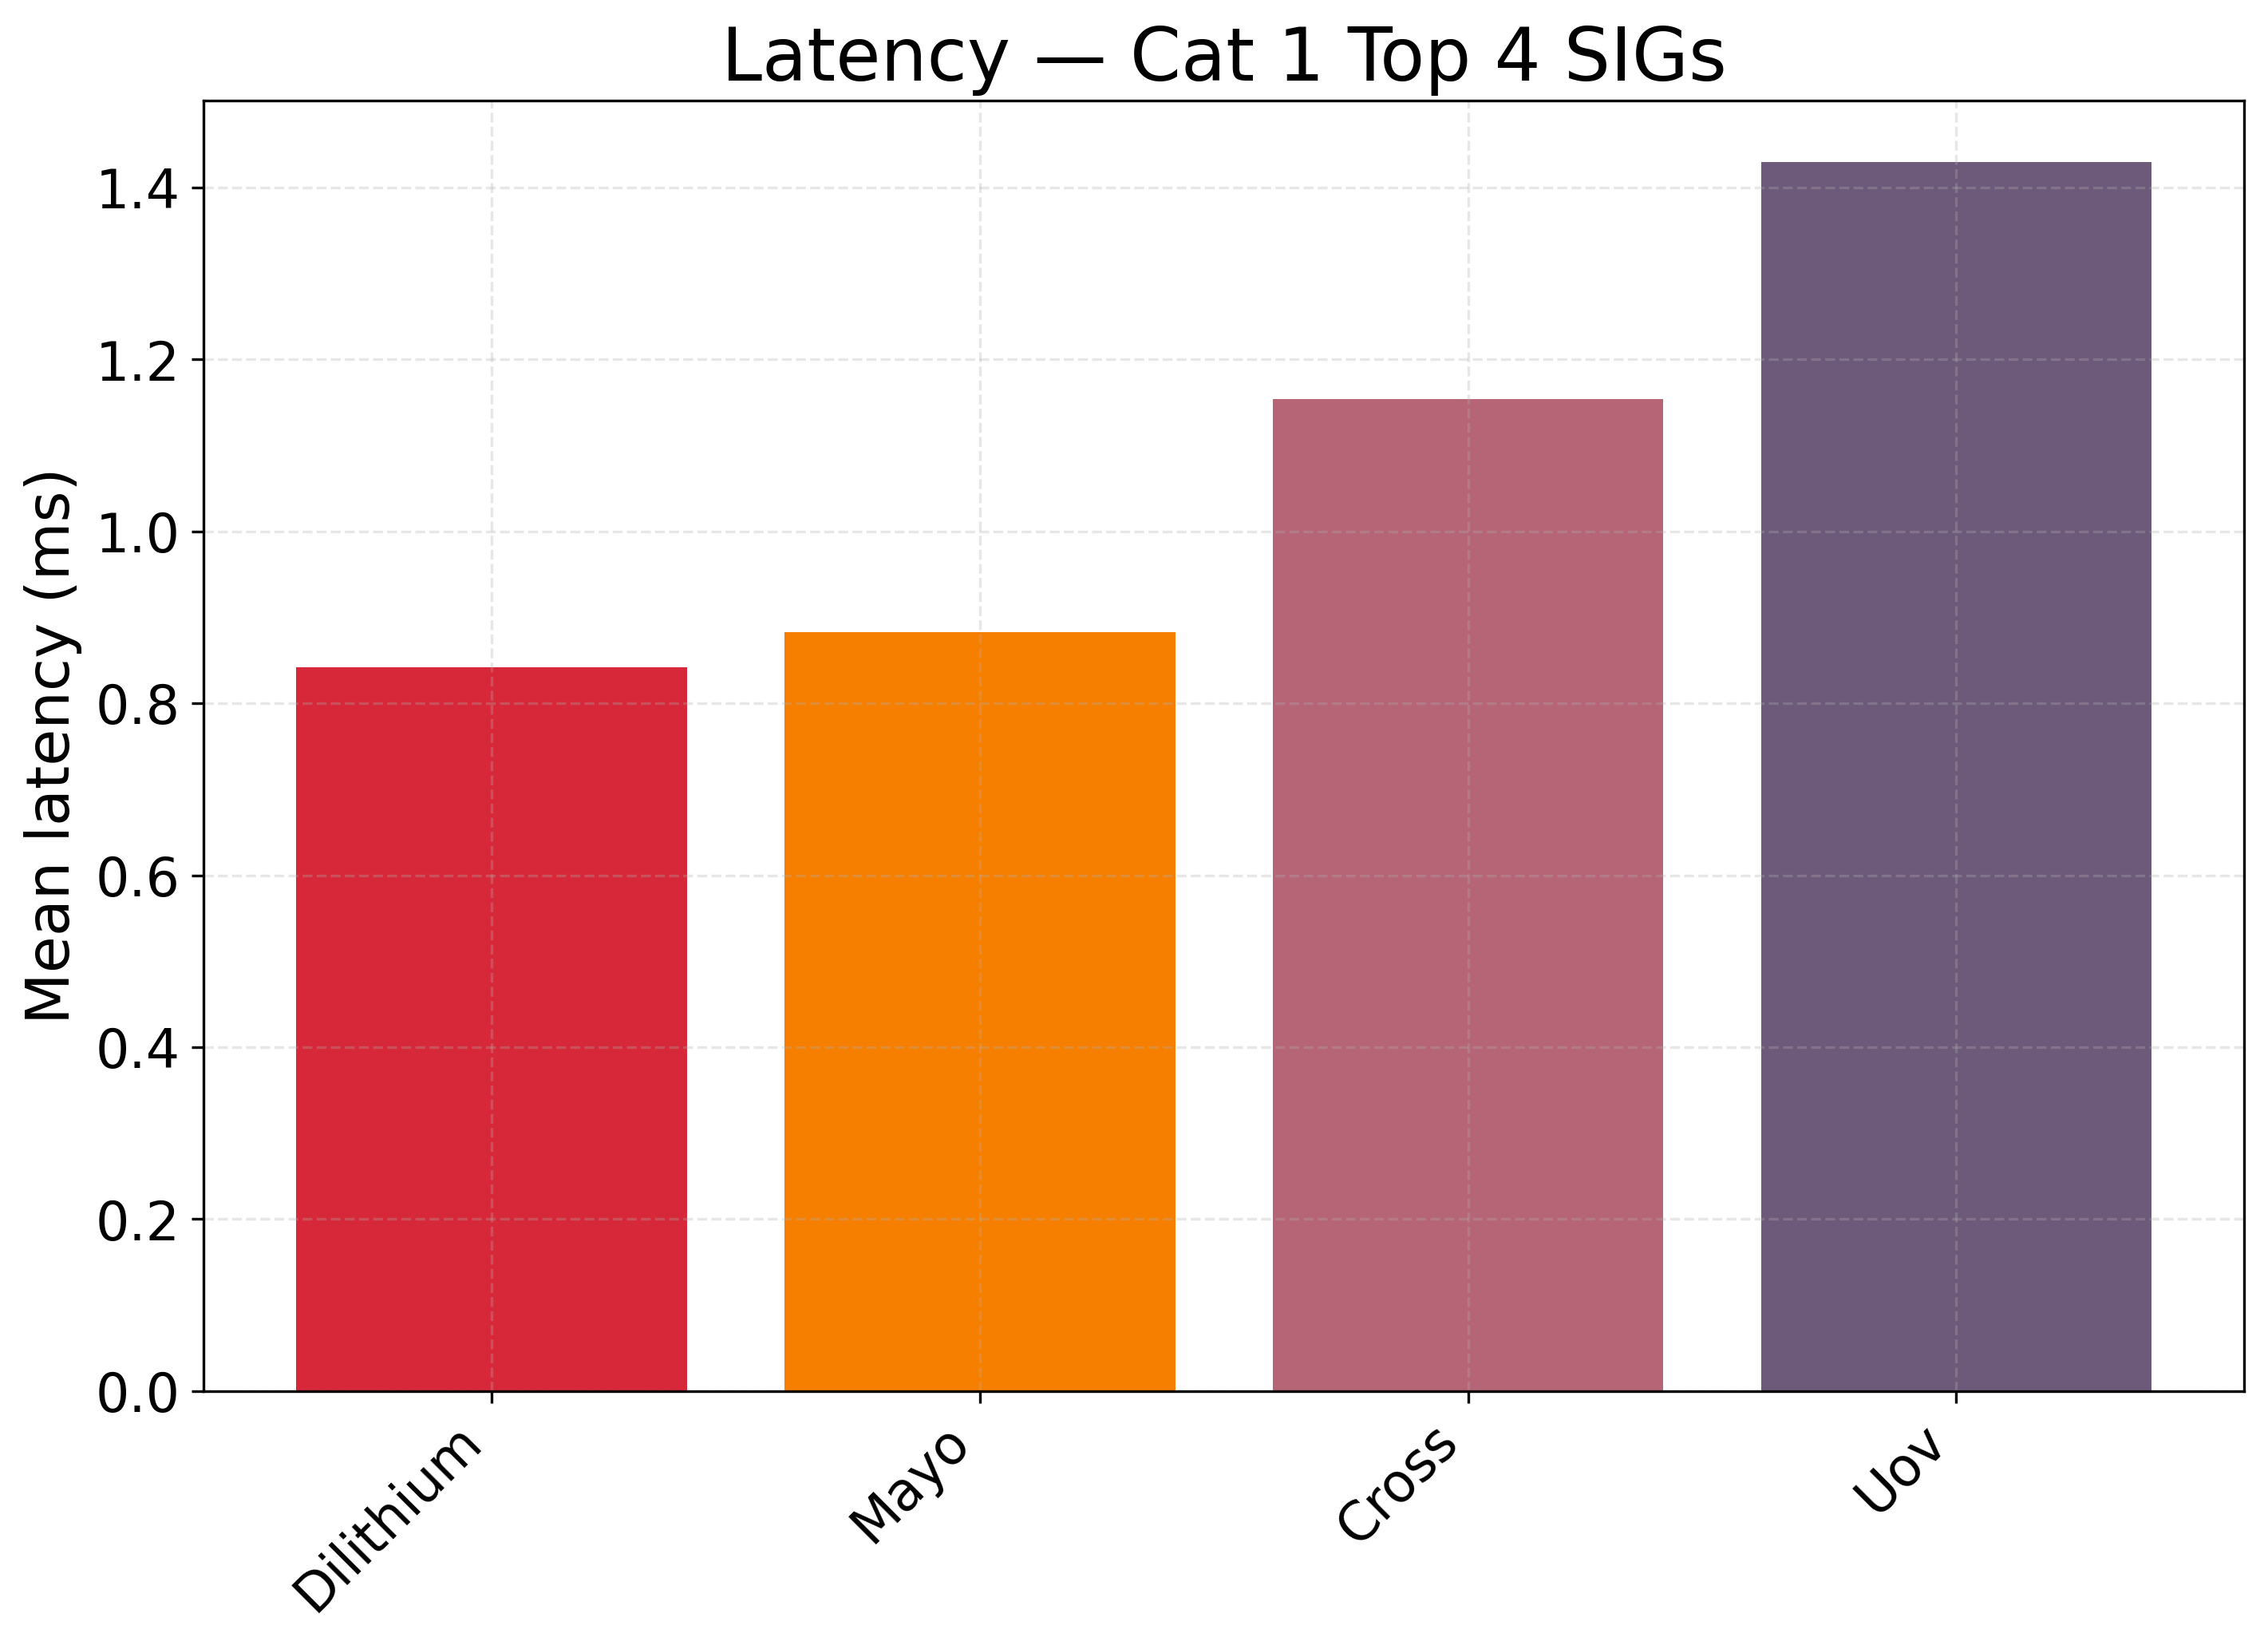 Latency — Cat 1 Top 4 SIGs
Mean latency (ms)
1.4
1.2
1.0
0.8
0.6
0.4
0.2
0.0
Dilithium
Mayo
Cross
Uov